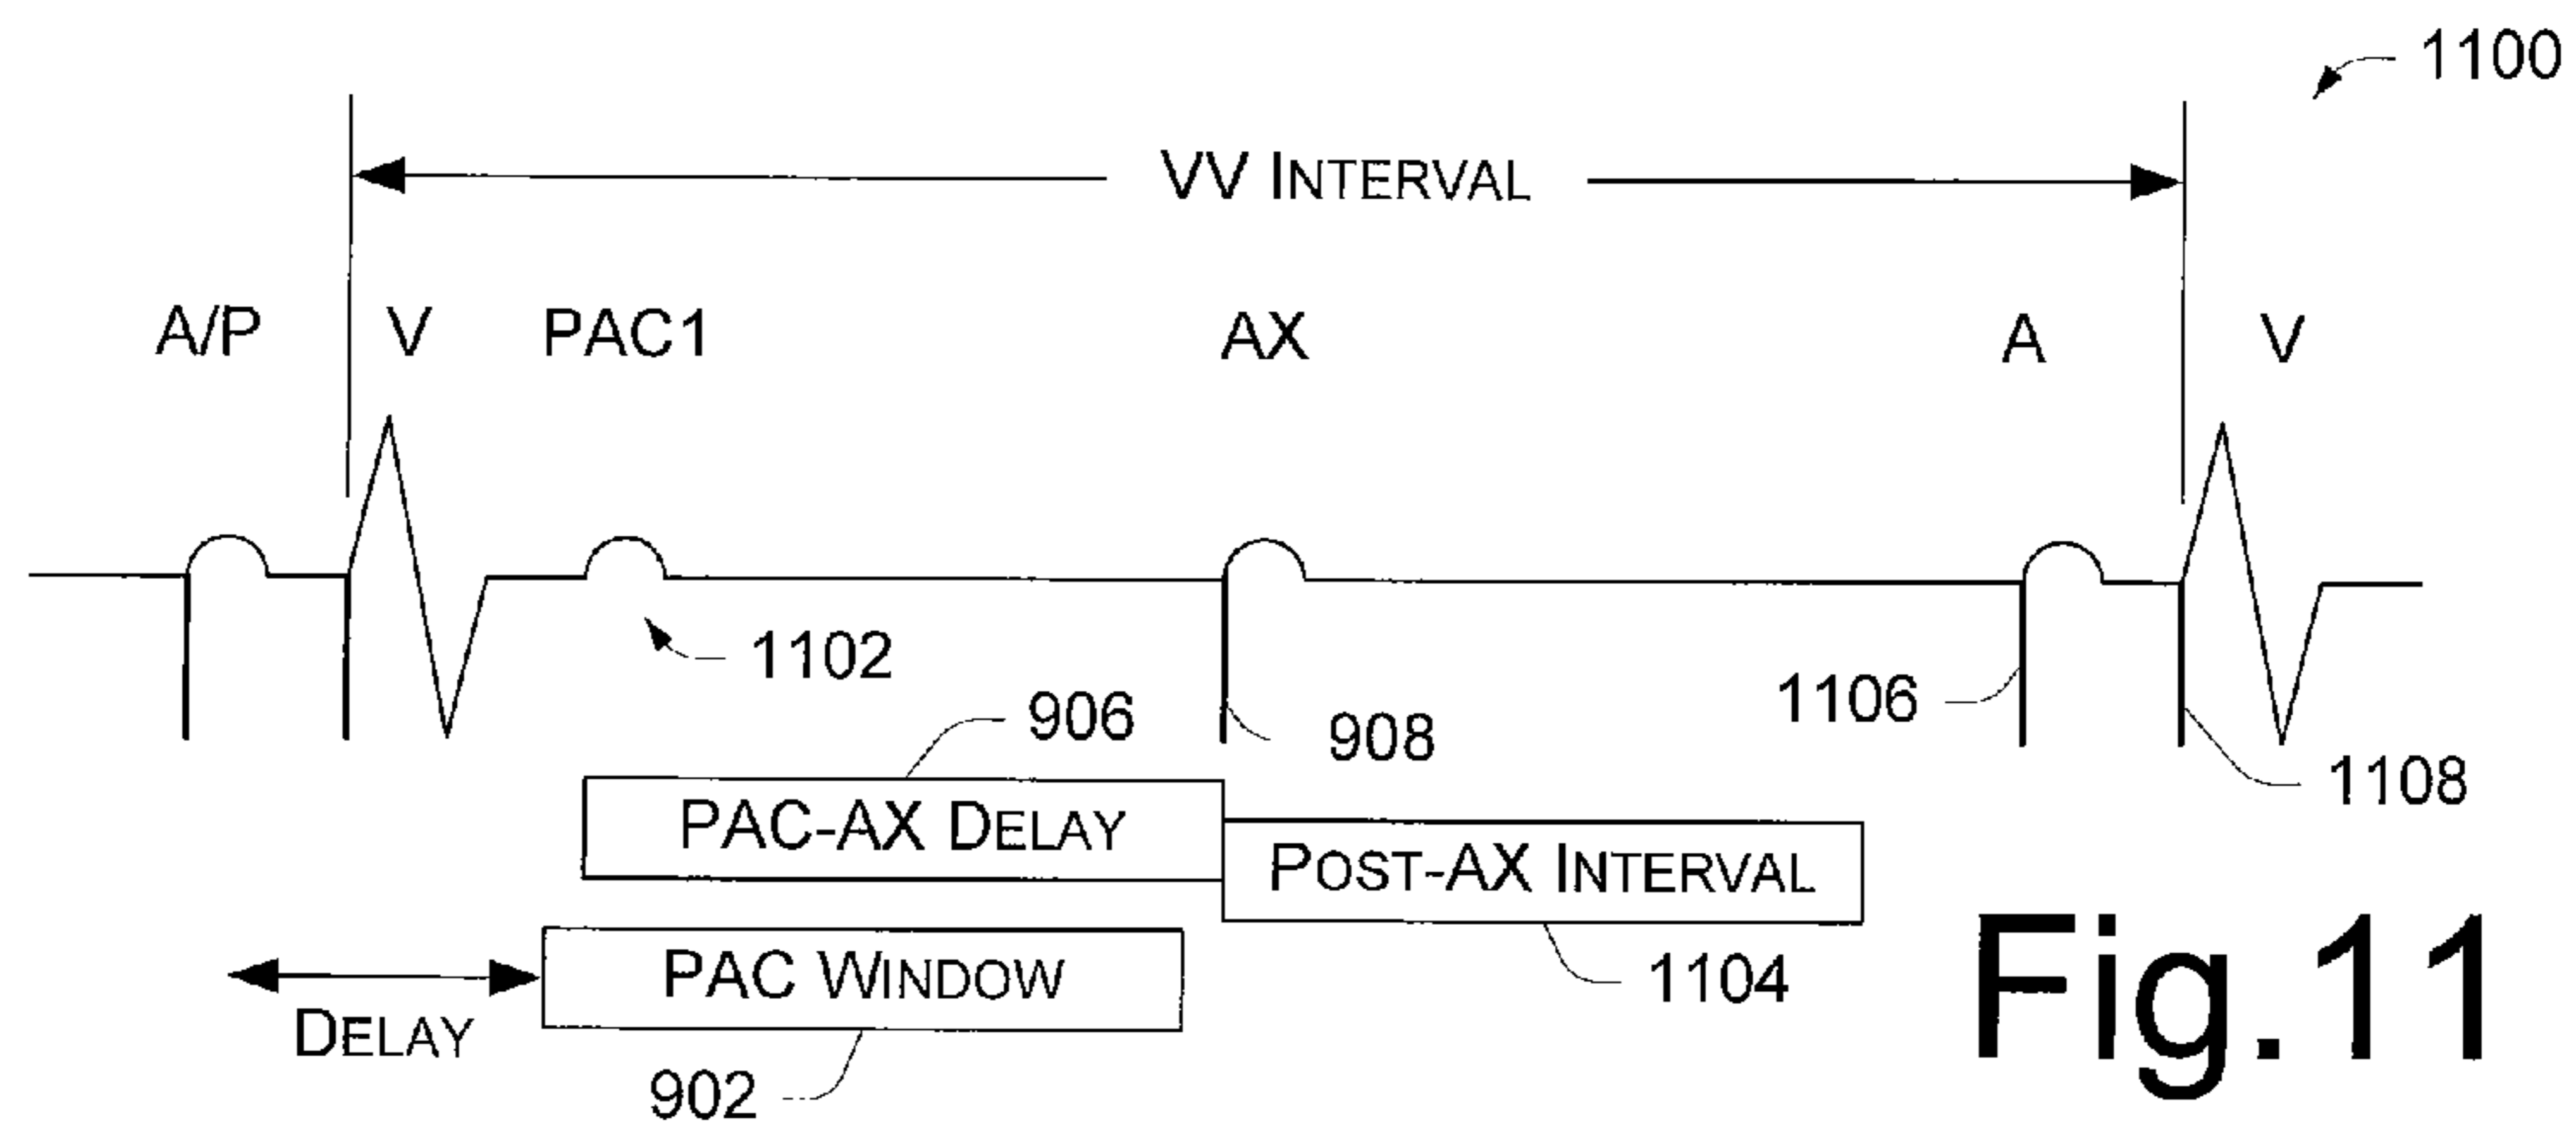 1100
VV INTERVAL
A/P V PAC1 AX A V
1102
1106
906
908
1108
PAC-AX DELAY
POST-AX INTERVAL
PAC WINDOW
1104
DELAY
902
Fig.11